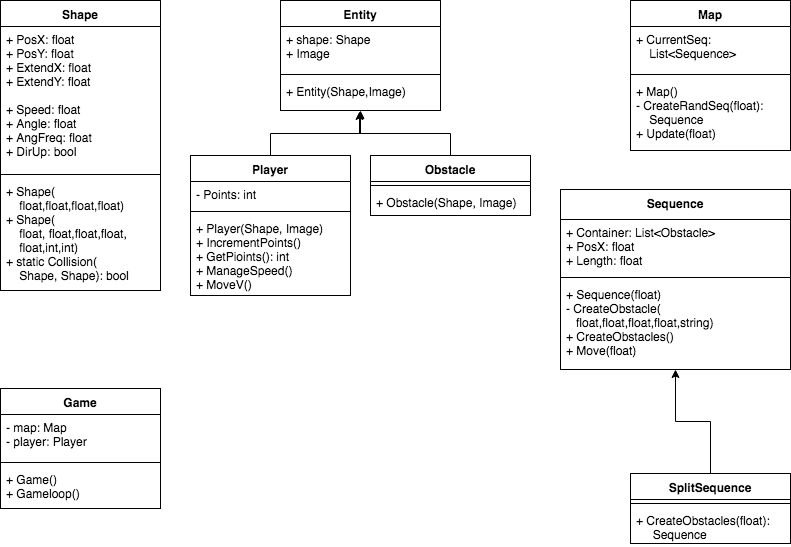 Shape
+ PosX: float
+ PosY: float
+ ExtendX: float
+ ExtendY: float
+ Speed: float
+ Angle: float
+ AngFreq: float
+ DirUp: bool
+ Shape(
float,float,float,float)
+ Shape(
float, float,float,float,
float,int,int)
+ static Collision(
Shape, Shape): bool
Entity
+ shape: Shape
+ Image
+ Entity(Shape,Image)
Map
+ CurrentSeq:
List<Sequence>
+ Map()
- CreateRandSeq(float):
Sequence
+ Update(float)
Player
- Points: int
+ Player(Shape, Image)
+ IncrementPoints()
+ GetPioints(): int
+ ManageSpeed()
+ MoveV()
Obstacle
+ Obstacle(Shape, Image)
Sequence
+ Container: List<Obstacle>
+ PosX: float
+ Length: float
+ Sequence(float)
- CreateObstacle(
float,float,float,float,string)
+ CreateObstacles()
+ Move(float)
Game
- map: Map
- player: Player
+ Game()
+ Gameloop()
SplitSequence
+ CreateObstacles(float):
Sequence